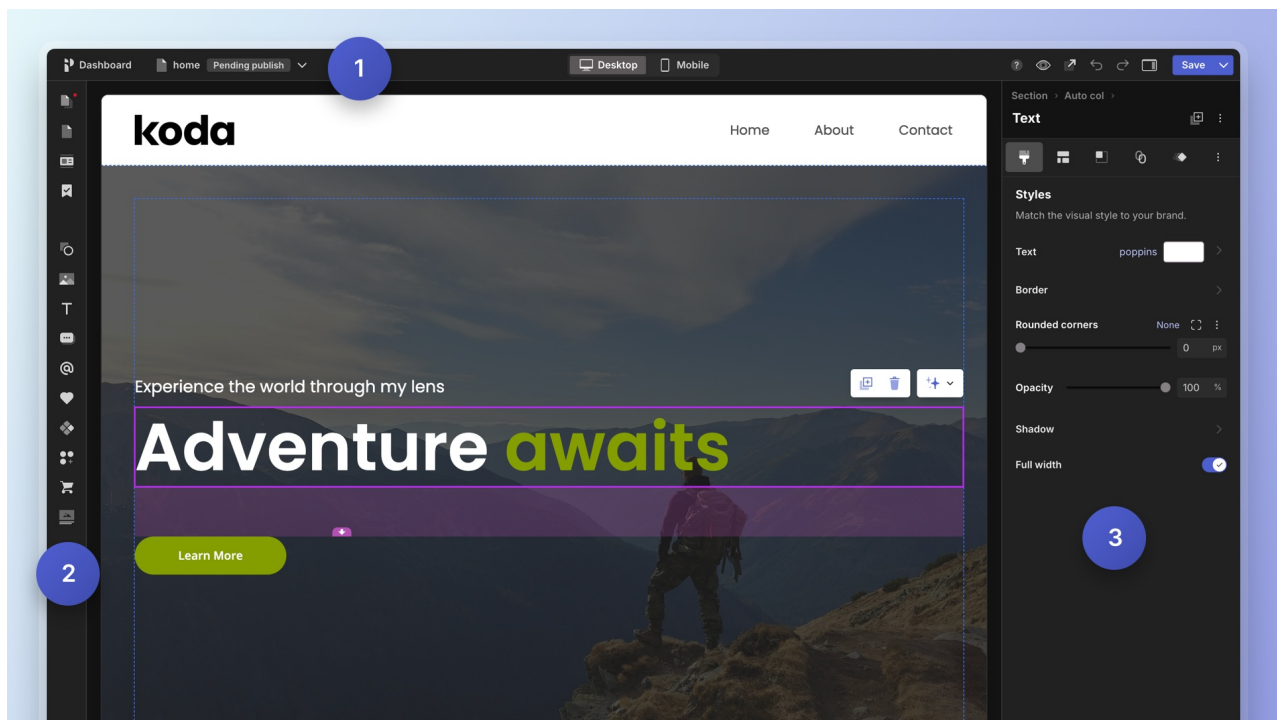 Dashboard home Pending publish
1
Desktop Mobile
? Save
koda
Home About Contact
Experience the world through my lens
Adventure awaits
Learn More
2
Section > Auto col >
Text
Styles
Match the visual style to your brand.
Text poppins
Border
Rounded corners None
0 px
Opacity 100 %
Shadow
Full width
3